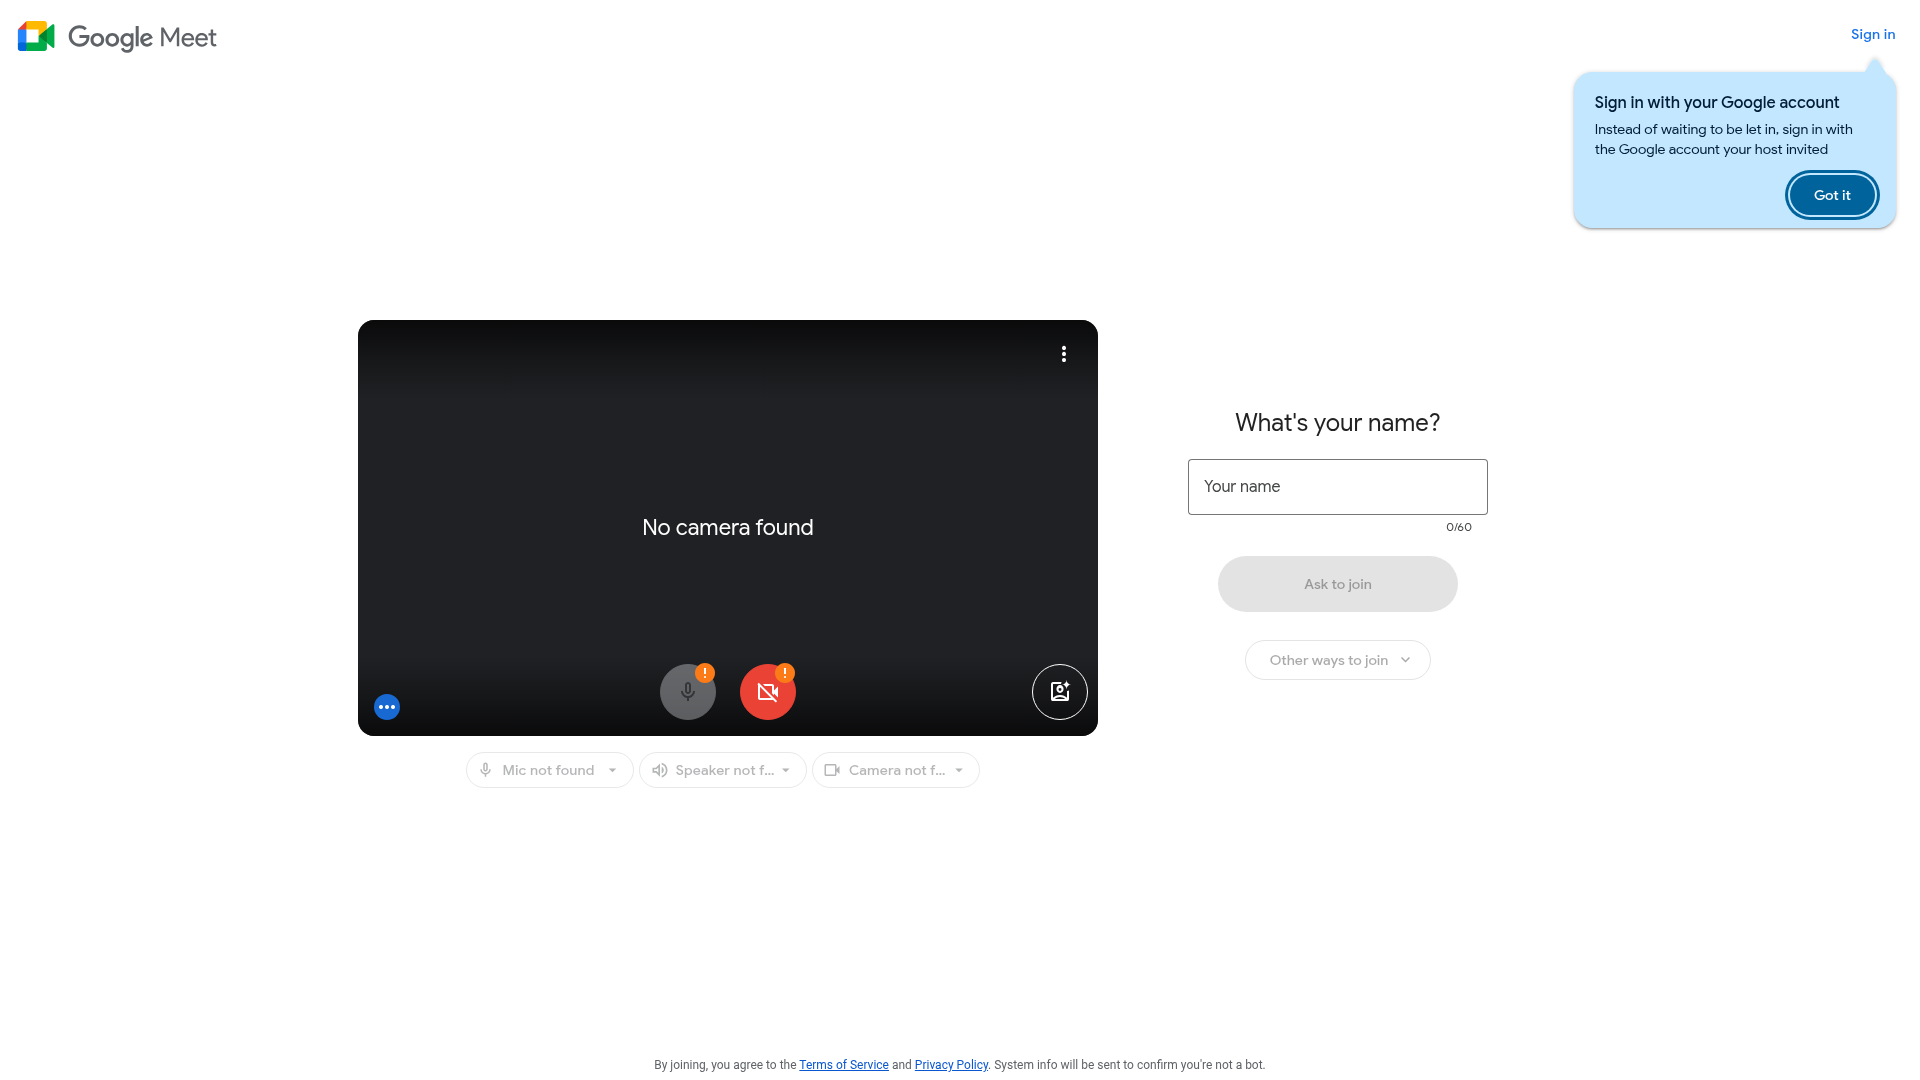 Google Meet
Sign in
Sign in with your Google account
Instead of waiting to be let in, sign in with
the Google account your host invited
Got it
No camera found
What's your name?
Your name
0/60
Ask to join
Other ways to join
Mic not found
Speaker not f...
Camera not f...
By joining, you agree to the Terms of Service and Privacy Policy. System info will be sent to confirm you're not a bot.